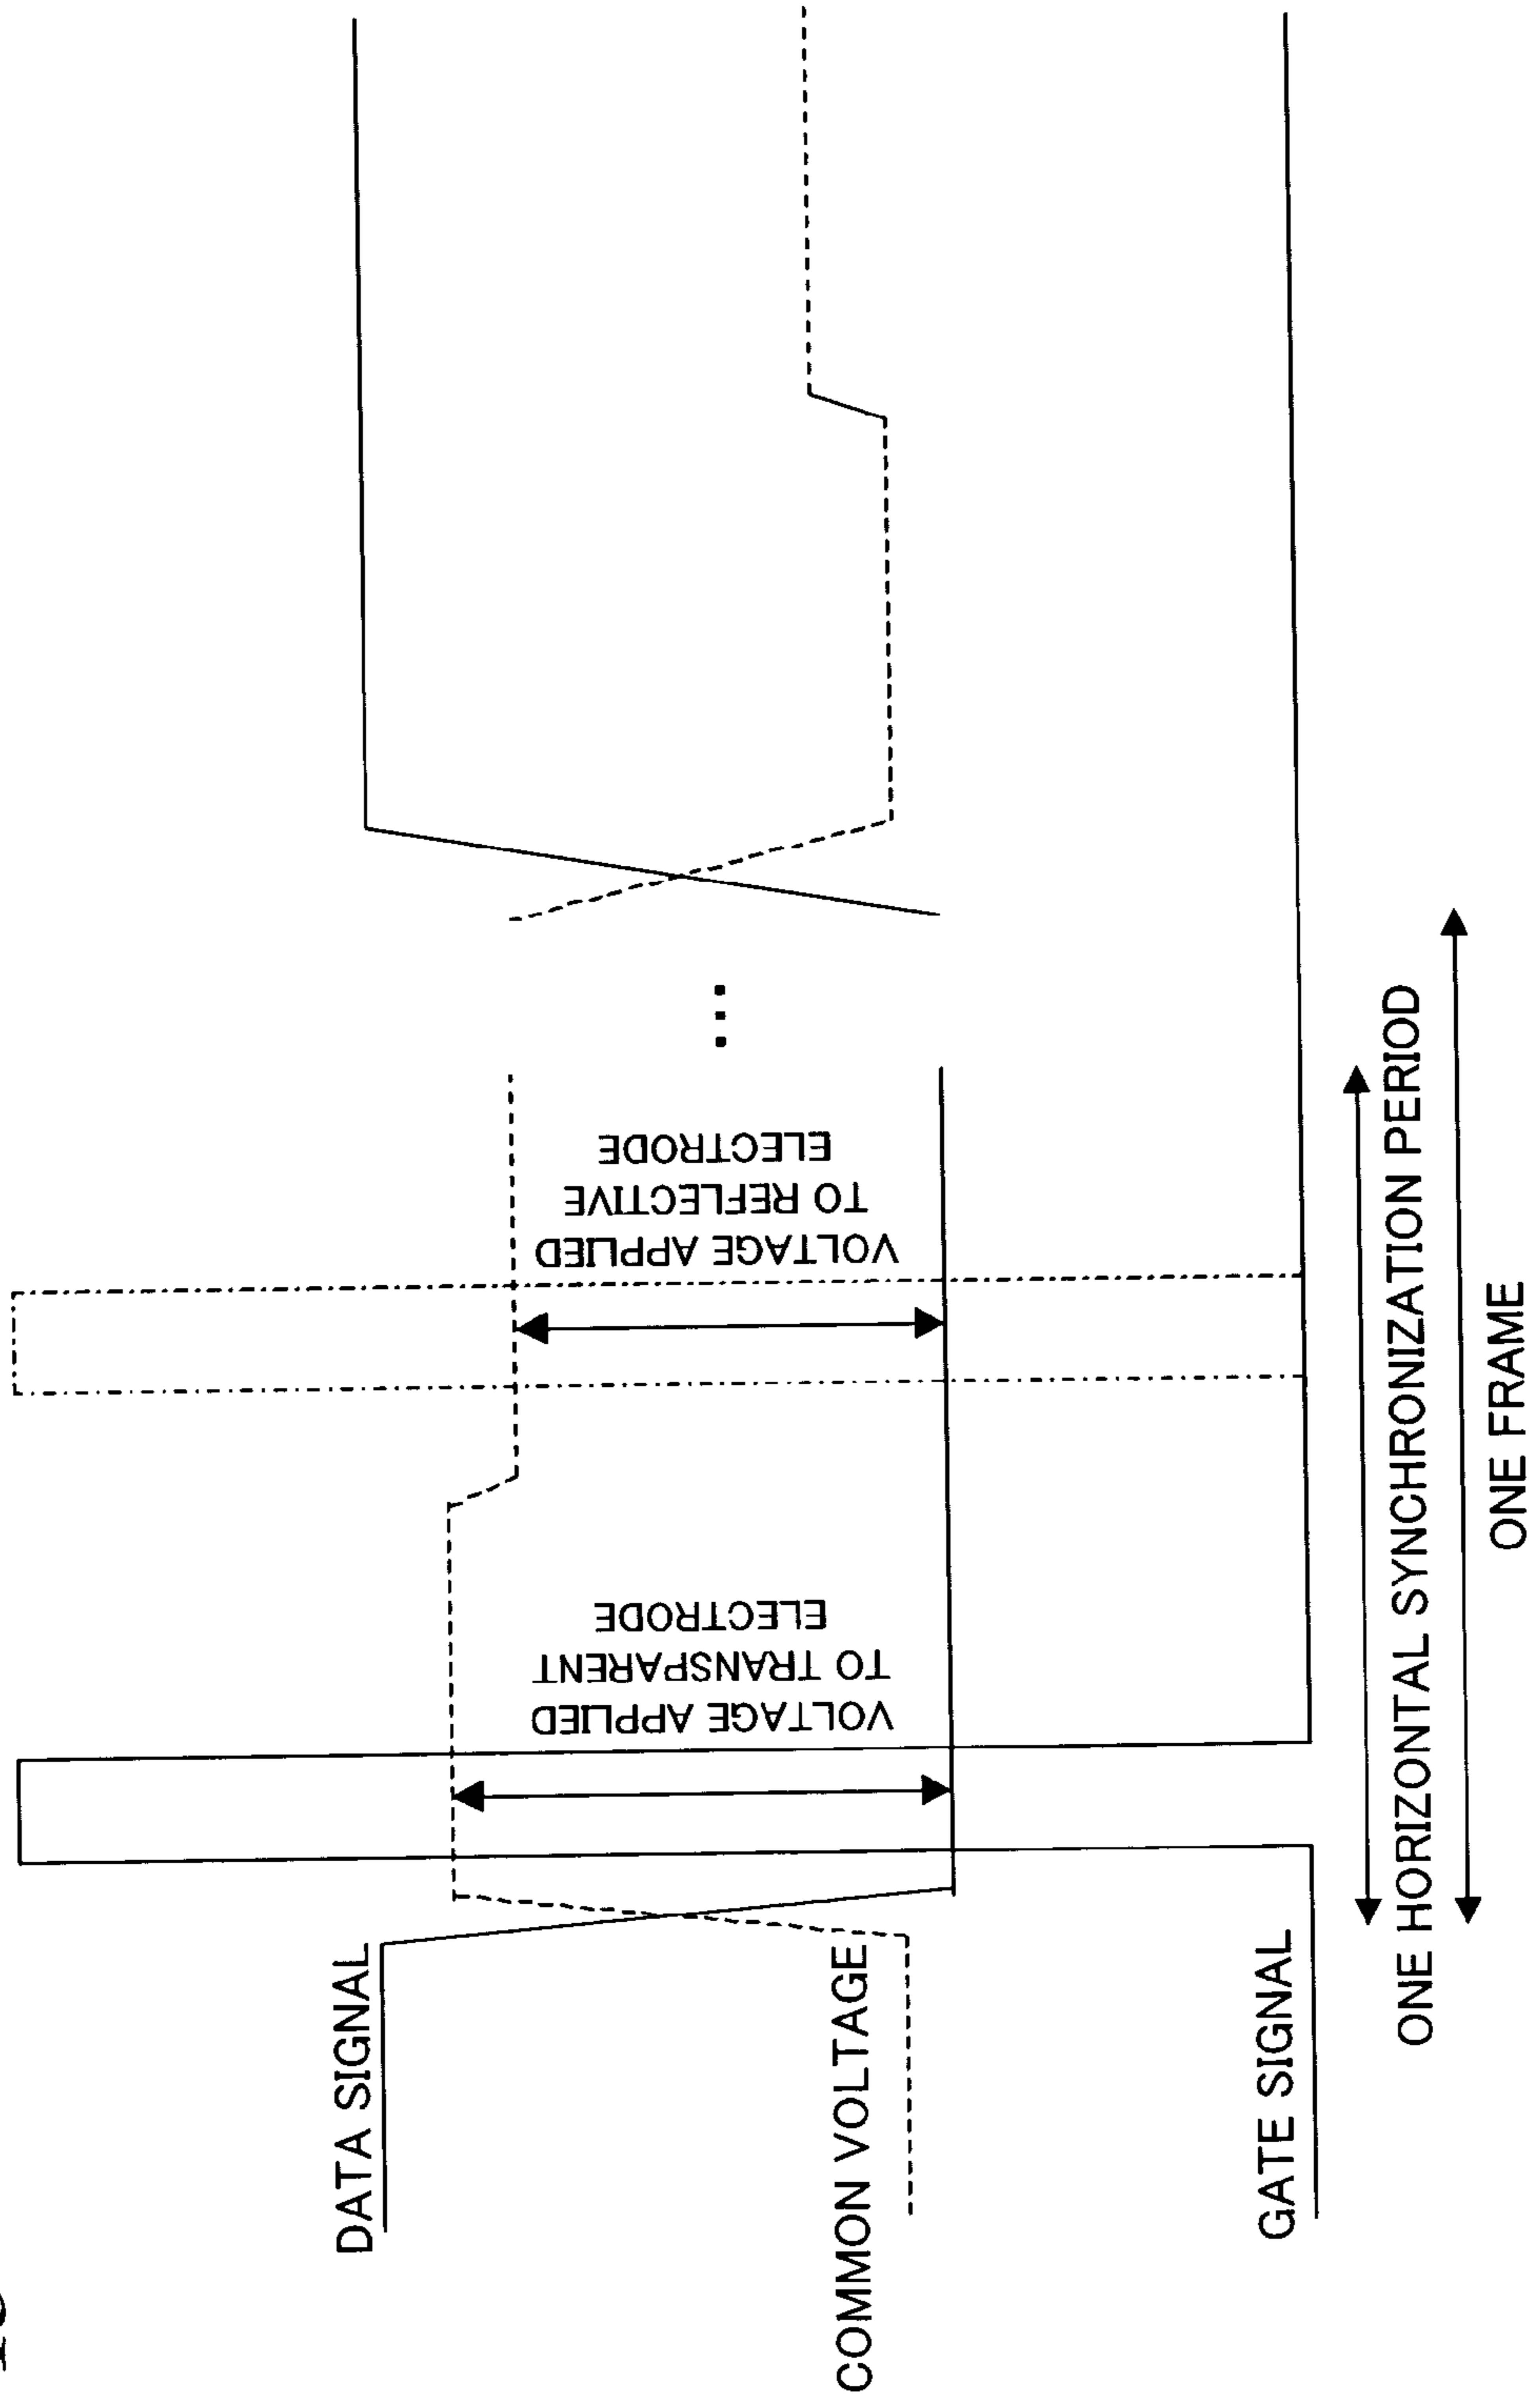 DATA SIGNAL
COMMON VOLTAGE
GATE SIGNAL
VOLTAGE APPLIED
TO TRANSPARENT
ELECTRODE
VOLTAGE APPLIED
TO REFLECTIVE
ELECTRODE
...
ONE HORIZONTAL SYNCHRONIZATION PERIOD
ONE FRAME